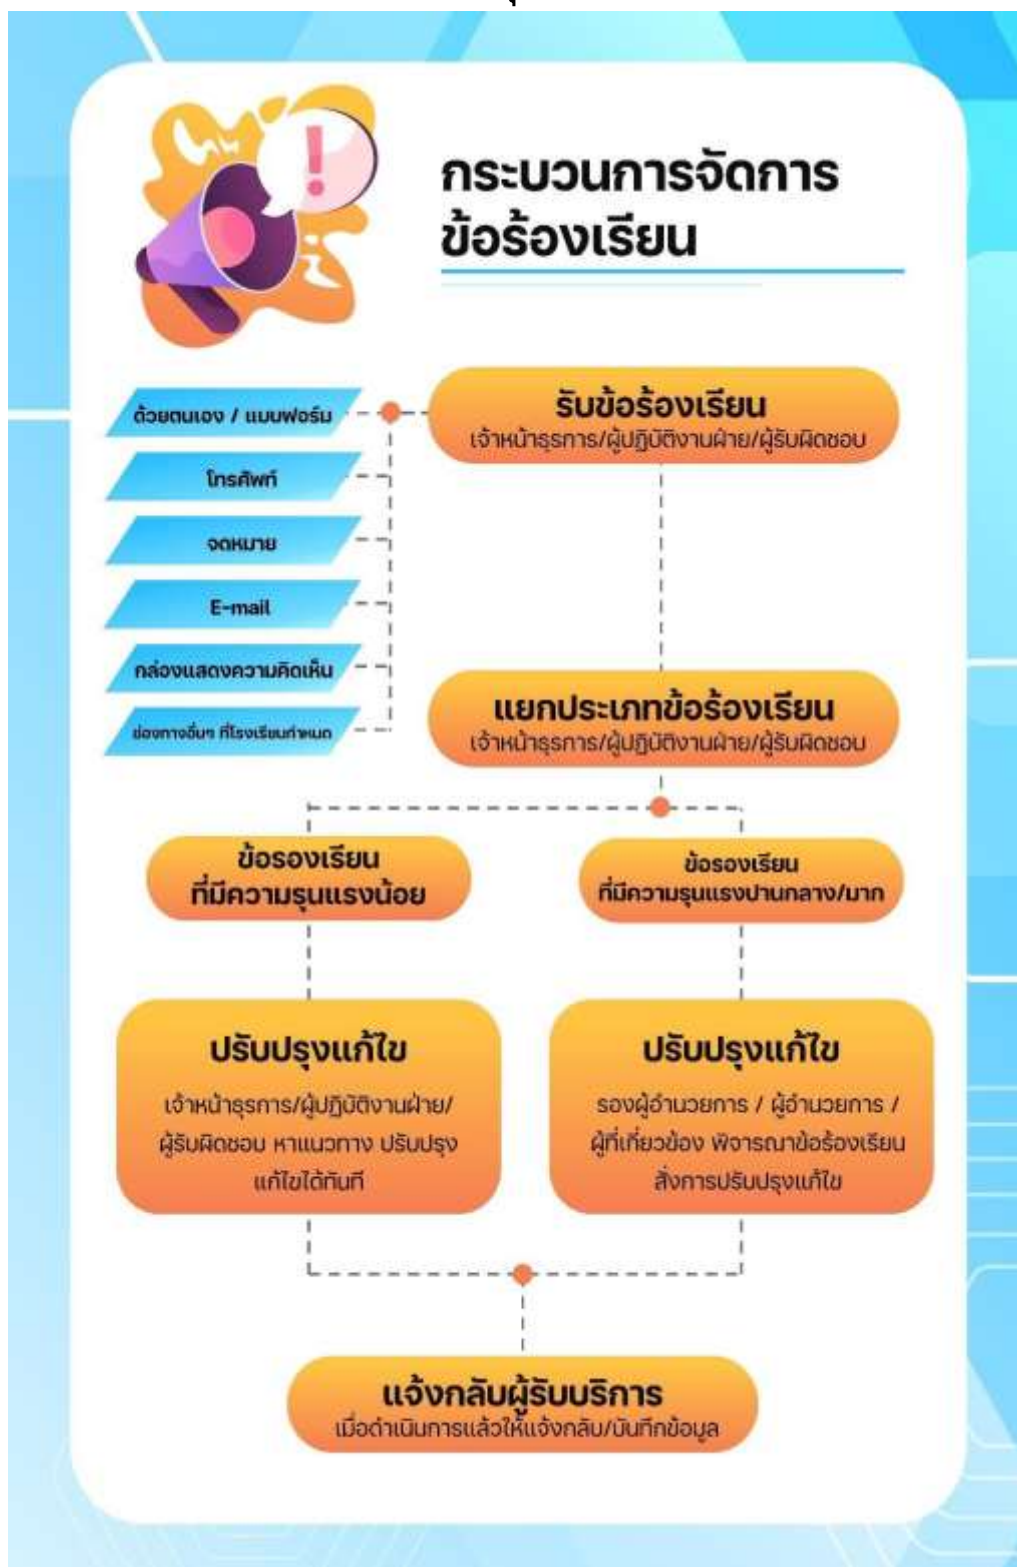 กระบวนการจัดการ
ข้อร้องเรียน
รับข้อร้องเรียน
เจ้าหน้าธุรการ/ผู้ปฏิบัติงานฝ่าย/ผู้รับผิดชอบ
ด้วยตนเอง / แบบฟอร์ม
โทรศัพท์
จดหมาย
E-mail
กล่องแสดงความคิดเห็น
ช่องทางอื่นๆ ที่โรงเรียนกำหนด
แยกประเภทข้อร้องเรียน
เจ้าหน้าธุรการ/ผู้ปฏิบัติงานฝ่าย/ผู้รับผิดชอบ
ข้อรองเรียน
ที่มีความรุนแรงน้อย
ข้อรองเรียน
ที่มีความรุนแรงปานกลาง/มาก
ปรับปรุงแก้ไข
เจ้าหน้าธุรการ/ผู้ปฏิบัติงานฝ่าย/
ผู้รับผิดชอบ หาแนวทาง ปรับปรุง
แก้ไขได้ทันที
ปรับปรุงแก้ไข
รองผู้อำนวยการ / ผู้อำนวยการ /
ผู้ที่เกี่ยวข้อง พิจารณาข้อร้องเรียน
สั่งการปรับปรุงแก้ไข
แจ้งกลับผู้รับบริการ
เมื่อดำเนินการแล้วให้แจ้งกลับ/บันทึกข้อมูล